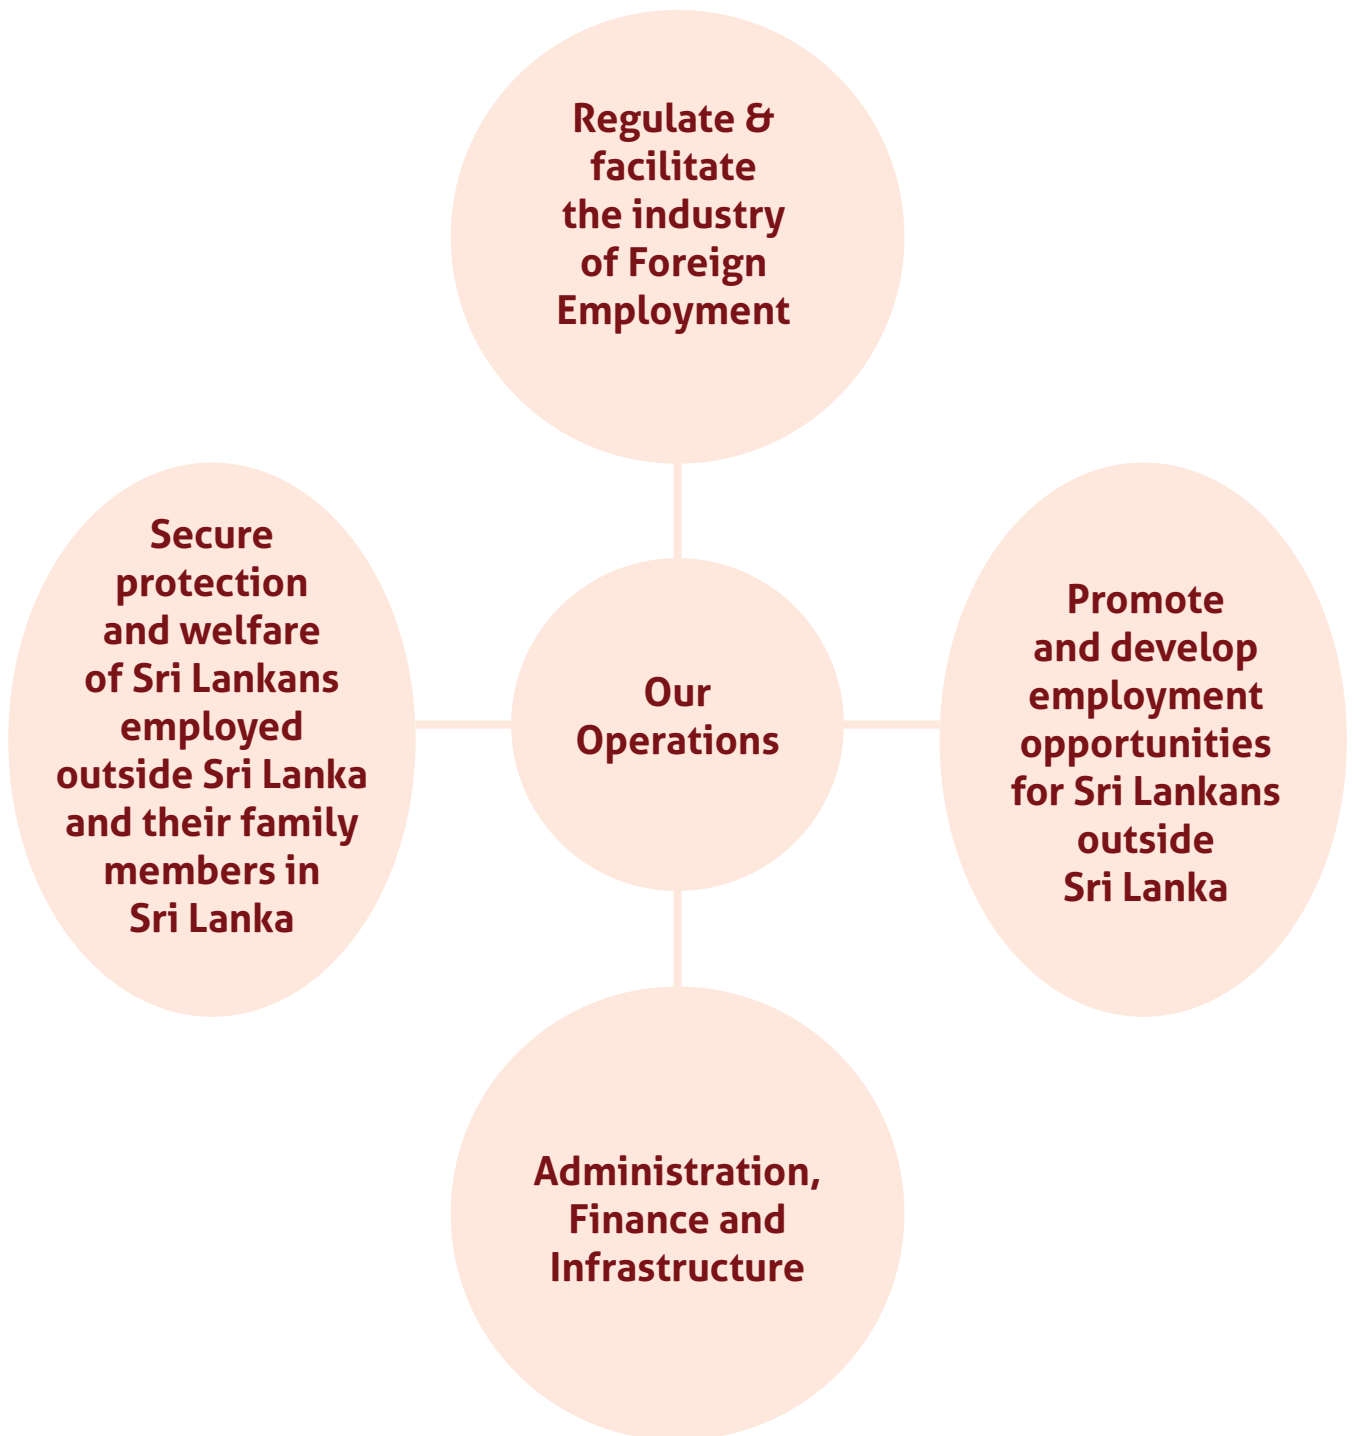 Regulate &
facilitate
the industry
of Foreign
Employment
Secure
protection
and welfare
of Sri Lankans
employed
outside Sri Lanka
and their family
members in
Sri Lanka
Our
Operations
Promote
and develop
employment
opportunities
for Sri Lankans
outside
Sri Lanka
Administration,
Finance and
Infrastructure